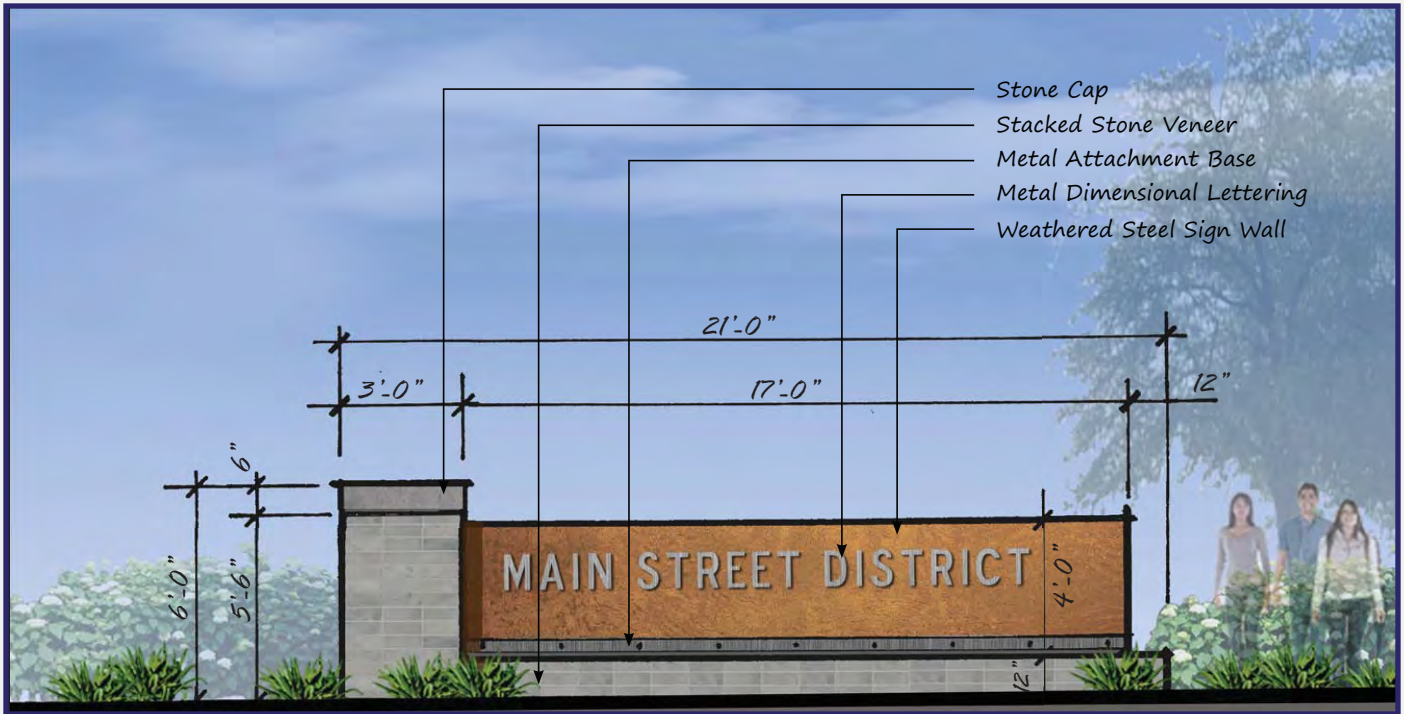 Stone Cap
Stacked Stone Veneer
Metal Attachment Base
Metal Dimensional Lettering
Weathered Steel Sign Wall
21'-0"
3'-0"
17'-0"
12"
6"
6'-0"
5'-6"
MAIN STREET DISTRICT
4'-0"
12"